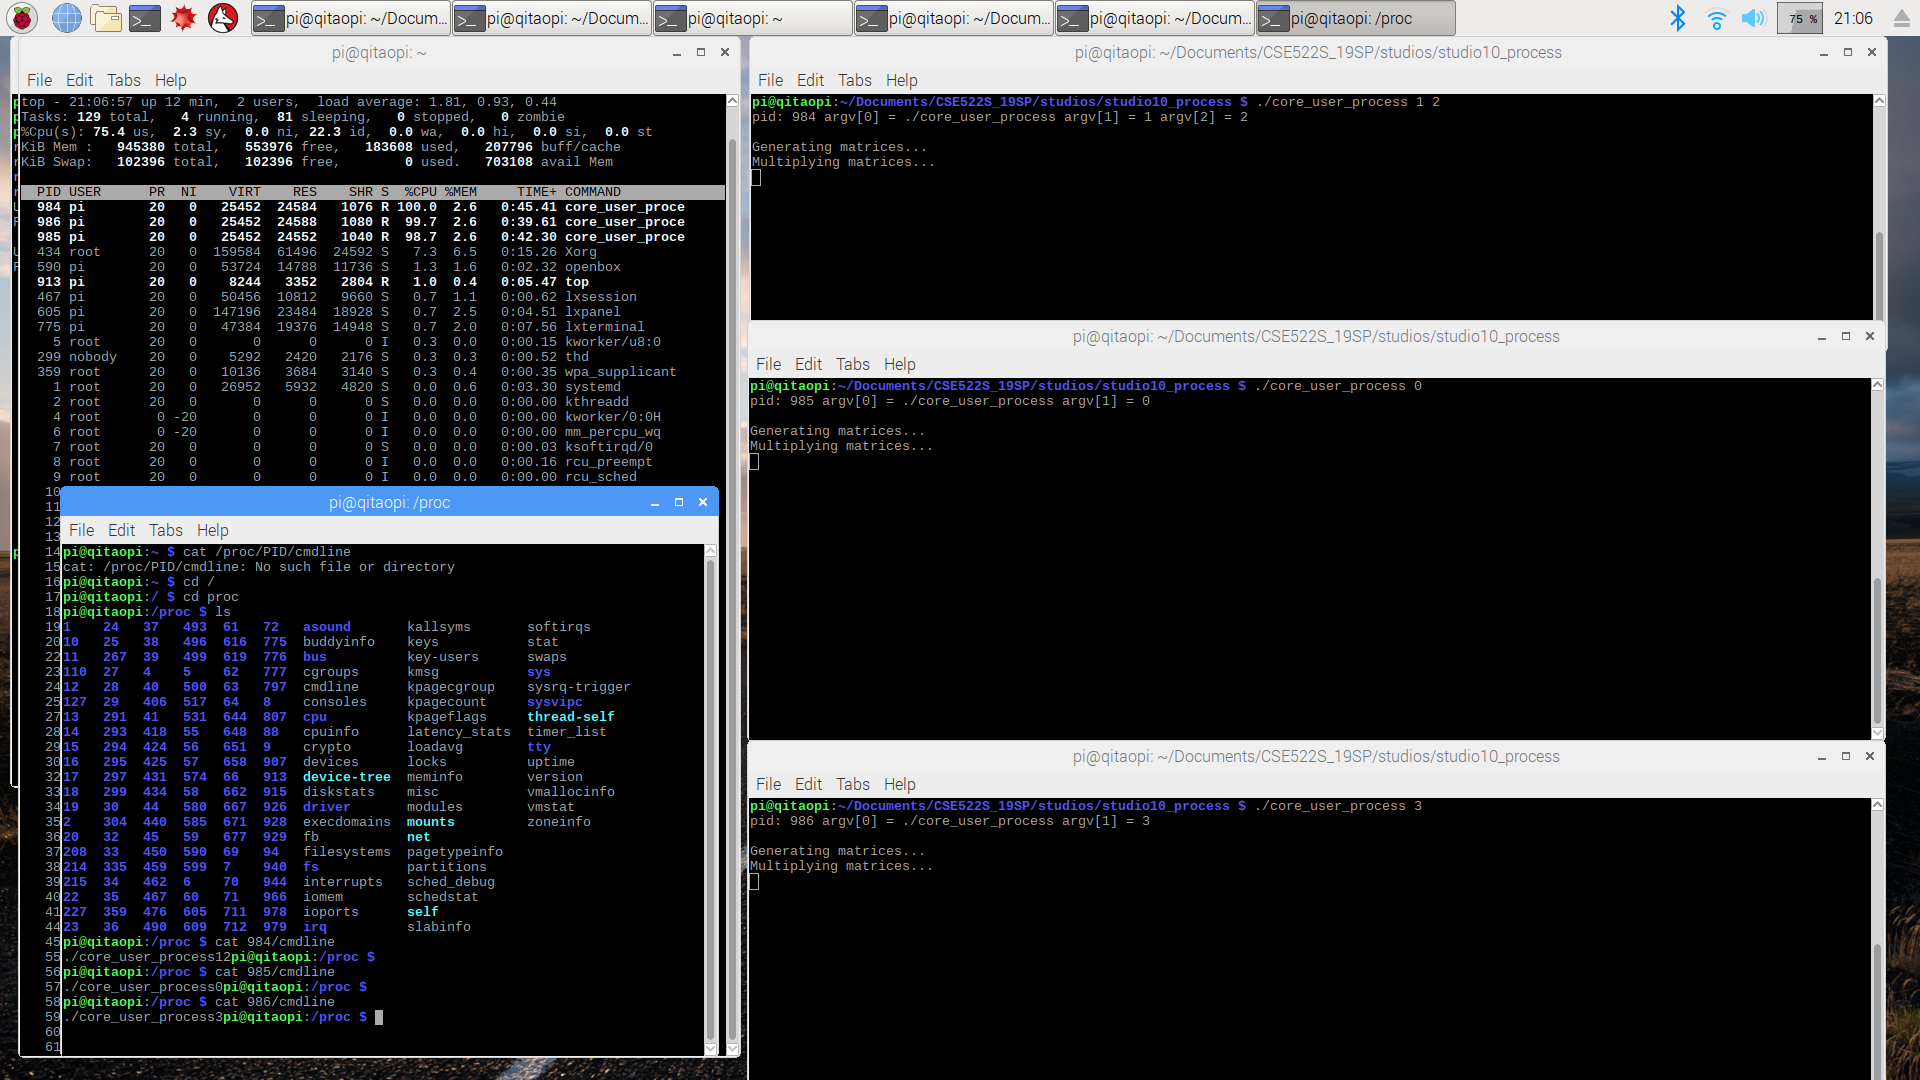 pi@qitaopi: ~/Docum...
pi@qitaopi: ~/Docum...
pi@qitaopi: ~
pi@qitaopi: ~/Docum...
pi@qitaopi: ~/Docum...
pi@qitaopi: /proc
75 %
21:06
pi@qitaopi: ~
File Edit Tabs Help
top - 21:06:57 up 12 min,  2 users,  load average: 1.81, 0.93, 0.44
Tasks: 129 total,   4 running,  81 sleeping,   0 stopped,   0 zombie
%Cpu(s): 75.4 us,  2.3 sy,  0.0 ni, 22.3 id,  0.0 wa,  0.0 hi,  0.0 si,  0.0 st
KiB Mem :   945380 total,   553976 free,   183608 used,   207796 buff/cache
KiB Swap:   102396 total,   102396 free,        0 used.   703108 avail Mem
PID USER PR NI VIRT RES SHR S %CPU %MEM TIME+ COMMAND
984 pi 20 0 25452 24584 1076 R 100.0 2.6 0:45.41 core_user_proce
986 pi 20 0 25452 24588 1080 R 99.7 2.6 0:39.61 core_user_proce
985 pi 20 0 25452 24552 1040 R 98.7 2.6 0:42.30 core_user_proce
434 root 20 0 159584 61496 24592 S 7.3 6.5 0:15.26 Xorg
590 pi 20 0 53724 14788 11736 S 1.3 1.6 0:02.32 openbox
913 pi 20 0 8244 3352 2804 R 1.0 0.4 0:05.47 top
467 pi 20 0 50456 10812 9660 S 0.7 1.1 0:00.62 lxsession
605 pi 20 0 147196 23484 18928 S 0.7 2.5 0:04.51 lxpanel
775 pi 20 0 47384 19376 14948 S 0.7 2.0 0:07.56 lxterminal
5 root 20 0 0 0 0 I 0.3 0.0 0:00.15 kworker/u8:0
299 nobody 20 0 5292 2420 2176 S 0.3 0.3 0:00.52 thd
359 root 20 0 10136 3684 3140 S 0.3 0.4 0:00.35 wpa_supplicant
1 root 20 0 26952 5932 4820 S 0.0 0.6 0:03.30 systemd
2 root 20 0 0 0 0 S 0.0 0.0 0:00.00 kthreadd
4 root 0 -20 0 0 0 I 0.0 0.0 0:00.00 kworker/0:0H
6 root 0 -20 0 0 0 I 0.0 0.0 0:00.00 mm_percpu_wq
7 root 20 0 0 0 0 S 0.0 0.0 0:00.03 ksoftirqd/0
8 root 20 0 0 0 0 I 0.0 0.0 0:00.16 rcu_preempt
9 root 20 0 0 0 0 I 0.0 0.0 0:00.00 rcu_sched
10
11
12
13
14
15
16
17
18
19
20
22
23
24
25
27
28
29
30
32
33
34
35
36
37
38
39
40
41
44
45
55
56
57
58
59
60
61
pi@qitaopi: /proc
File Edit Tabs Help
pi@qitaopi:~ $ cat /proc/PID/cmdline
cat: /proc/PID/cmdline: No such file or directory
pi@qitaopi:~ $ cd /
pi@qitaopi:/ $ cd proc
pi@qitaopi:/proc $ ls
1 24 37 493 61 72 asound kallsyms softirqs
10 25 38 496 616 775 buddyinfo keys stat
11 267 39 499 619 776 bus key-users swaps
110 27 4 5 62 777 cgroups kmsg sys
12 28 40 500 63 797 cmdline kpagecgroup sysrq-trigger
127 29 406 517 64 8 consoles kpagecount sysvipc
13 291 41 531 644 807 cpu kpageflags thread-self
14 293 418 55 648 88 cpuinfo latency_stats timer_list
15 294 424 56 651 9 crypto loadavg tty
16 295 425 57 658 907 devices locks uptime
17 297 431 574 66 913 device-tree meminfo version
18 299 434 58 662 915 diskstats misc vmallocinfo
19 30 44 580 667 926 driver modules vmstat
2 304 440 585 671 928 execdomains mounts zoneinfo
20 32 45 59 677 929 fb net
208 33 450 590 69 94 filesystems pagetypeinfo
214 335 459 599 7 940 fs partitions
215 34 462 6 70 944 interrupts sched_debug
22 35 467 60 71 966 iomem schedstat
227 359 476 605 711 978 ioports self
23 36 490 609 712 979 irq slabinfo
pi@qitaopi:/proc $ cat 984/cmdline
./core_user_process12pi@qitaopi:/proc $
pi@qitaopi:/proc $ cat 985/cmdline
./core_user_process0pi@qitaopi:/proc $
pi@qitaopi:/proc $ cat 986/cmdline
./core_user_process3pi@qitaopi:/proc $
pi@qitaopi: ~/Documents/CSE522S_19SP/studios/studio10_process
File Edit Tabs Help
pi@qitaopi:~/Documents/CSE522S_19SP/studios/studio10_process $ ./core_user_process 1 2
pid: 984 argv[0] = ./core_user_process argv[1] = 1 argv[2] = 2
Generating matrices...
Multiplying matrices...
pi@qitaopi: ~/Documents/CSE522S_19SP/studios/studio10_process
File Edit Tabs Help
pi@qitaopi:~/Documents/CSE522S_19SP/studios/studio10_process $ ./core_user_process 0
pid: 985 argv[0] = ./core_user_process argv[1] = 0
Generating matrices...
Multiplying matrices...
pi@qitaopi: ~/Documents/CSE522S_19SP/studios/studio10_process
File Edit Tabs Help
pi@qitaopi:~/Documents/CSE522S_19SP/studios/studio10_process $ ./core_user_process 3
pid: 986 argv[0] = ./core_user_process argv[1] = 3
Generating matrices...
Multiplying matrices...